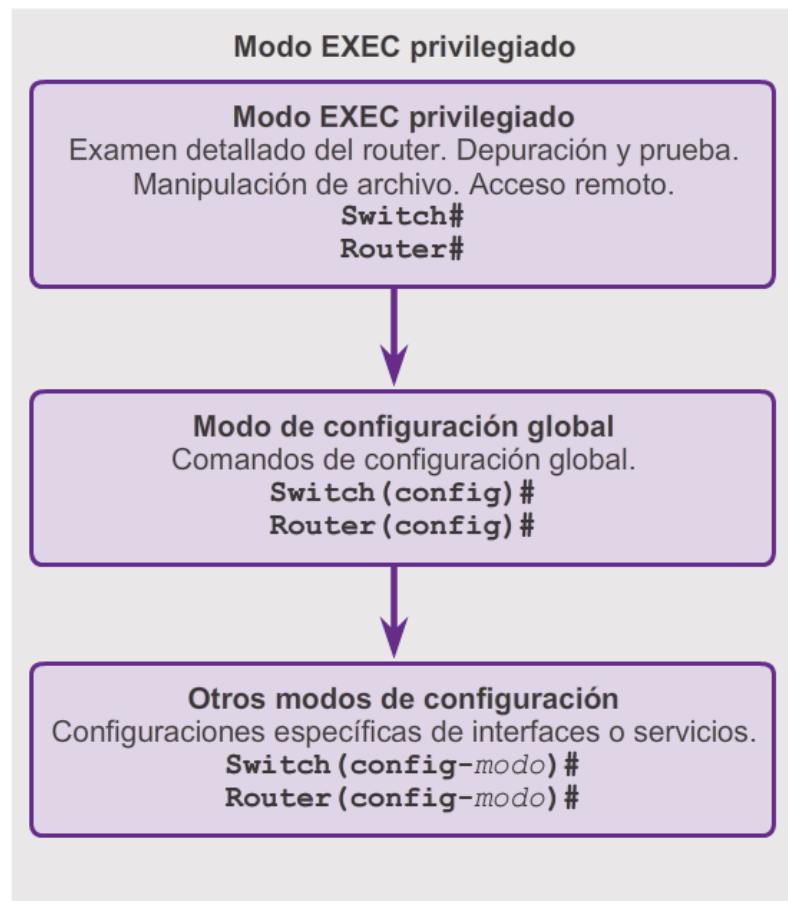 Modo EXEC privilegiado
Modo EXEC privilegiado
Examen detallado del router. Depuración y prueba.
Manipulación de archivo. Acceso remoto.
Switch#
Router#
Modo de configuración global
Comandos de configuración global.
Switch(config)#
Router(config)#
Otros modos de configuración
Configuraciones específicas de interfaces o servicios.
Switch(config-modo)#
Router(config-modo)#